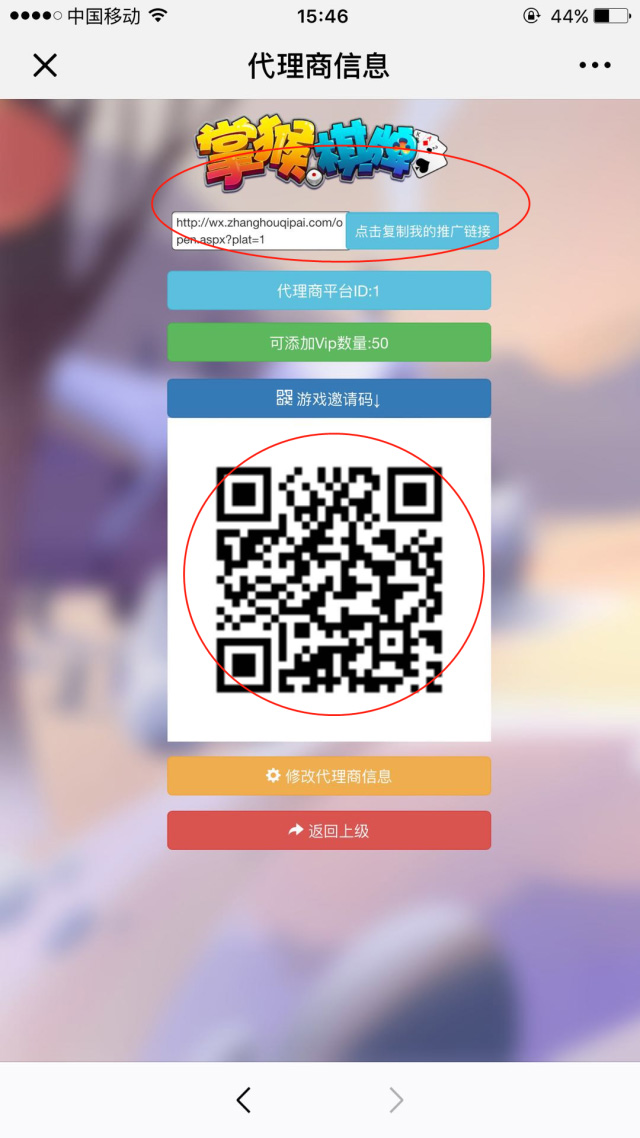 中国移动
15:46
44%
代理商信息
掌猴棋牌
http://wx.zhanghouqipai.com/o
pen.aspx?plat=1
点击复制我的推广链接
代理商平台ID:1
可添加Vip数量:50
游戏邀请码↓
修改代理商信息
返回上级